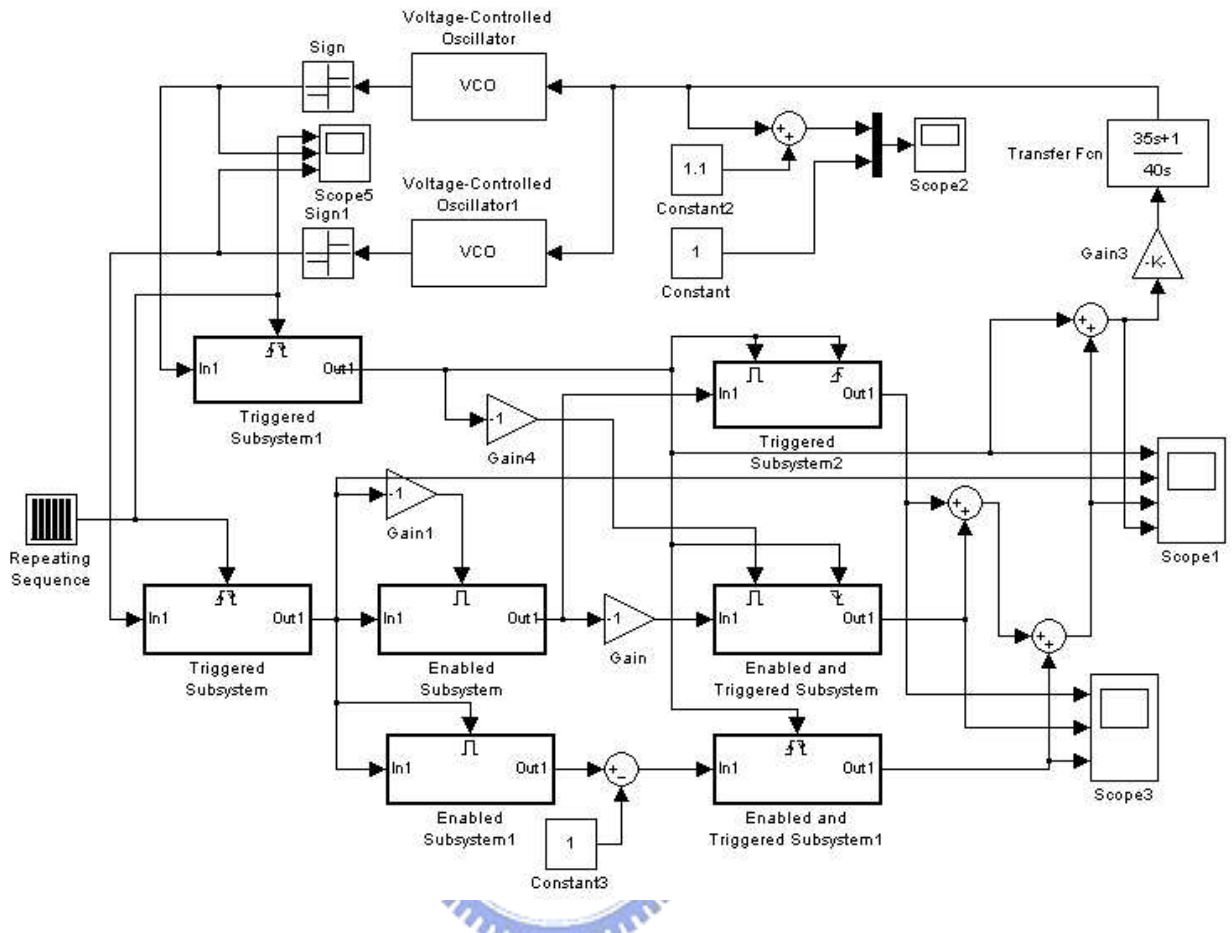 Voltage-Controlled
Oscillator
Sign
VCO
35s+1
40s
Transfer Fcn
Scope5
Voltage-Controlled
Oscillator1
Sign1
VCO
1.1
Constant2
1
Constant
Scope2
Gain3
-K-
In1
Out1
Triggered
Subsystem1
-1
Gain4
In1
Out1
Triggered
Subsystem2
Scope1
Repeating
Sequence
-1
Gain1
In1
Out1
Triggered
Subsystem
In1
Out1
Enabled
Subsystem
-1
Gain
In1
Out1
Enabled and
Triggered Subsystem
In1
Out1
Enabled
Subsystem1
1
Constant3
In1
Out1
Enabled and
Triggered Subsystem1
Scope3